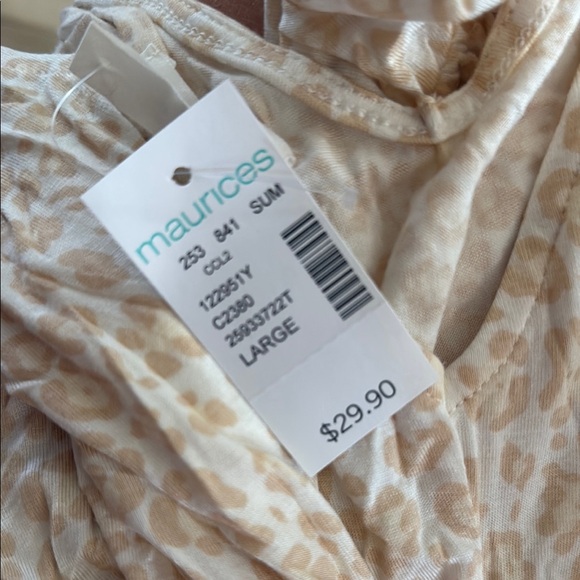 maurices
253 841 SUM
CCL2
122951Y
C2380
25933722T
LARGE
$29.90